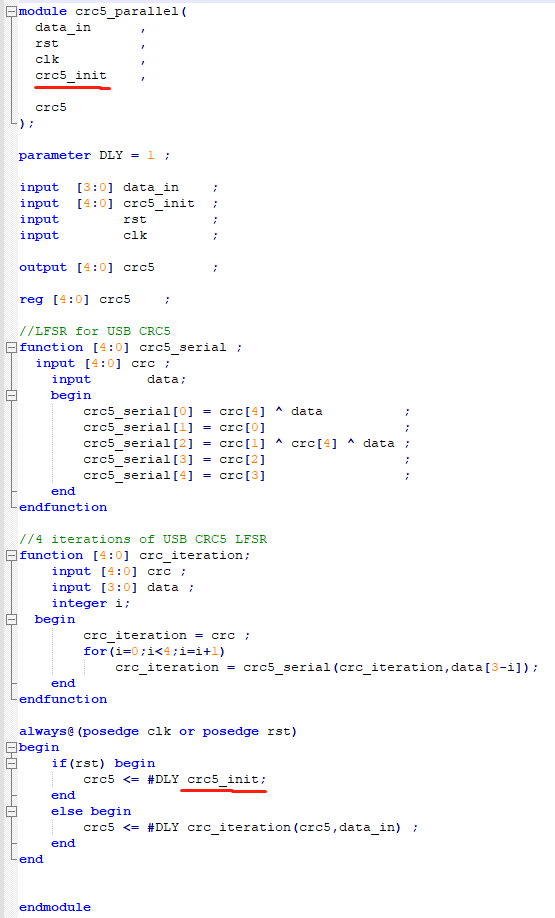 module crc5_parallel(
data_in ,
rst ,
clk ,
crc5_init ,
crc5
);
parameter DLY = 1 ;
input [3:0] data_in ;
input [4:0] crc5_init ;
input rst ;
input clk ;
output [4:0] crc5 ;
reg [4:0] crc5 ;
//LFSR for USB CRC5
function [4:0] crc5_serial ;
input [4:0] crc ;
input data;
begin
crc5_serial[0] = crc[4] ^ data ;
crc5_serial[1] = crc[0] ;
crc5_serial[2] = crc[1] ^ crc[4] ^ data ;
crc5_serial[3] = crc[2] ;
crc5_serial[4] = crc[3] ;
end
endfunction
//4 iterations of USB CRC5 LFSR
function [4:0] crc_iteration;
input [4:0] crc ;
input [3:0] data ;
integer i;
begin
crc_iteration = crc ;
for(i=0;i<4;i=i+1)
crc_iteration = crc5_serial(crc_iteration,data[3-i]);
end
endfunction
always@(posedge clk or posedge rst)
begin
if(rst) begin
crc5 <= #DLY crc5_init;
end
else begin
crc5 <= #DLY crc_iteration(crc5,data_in) ;
end
end
endmodule